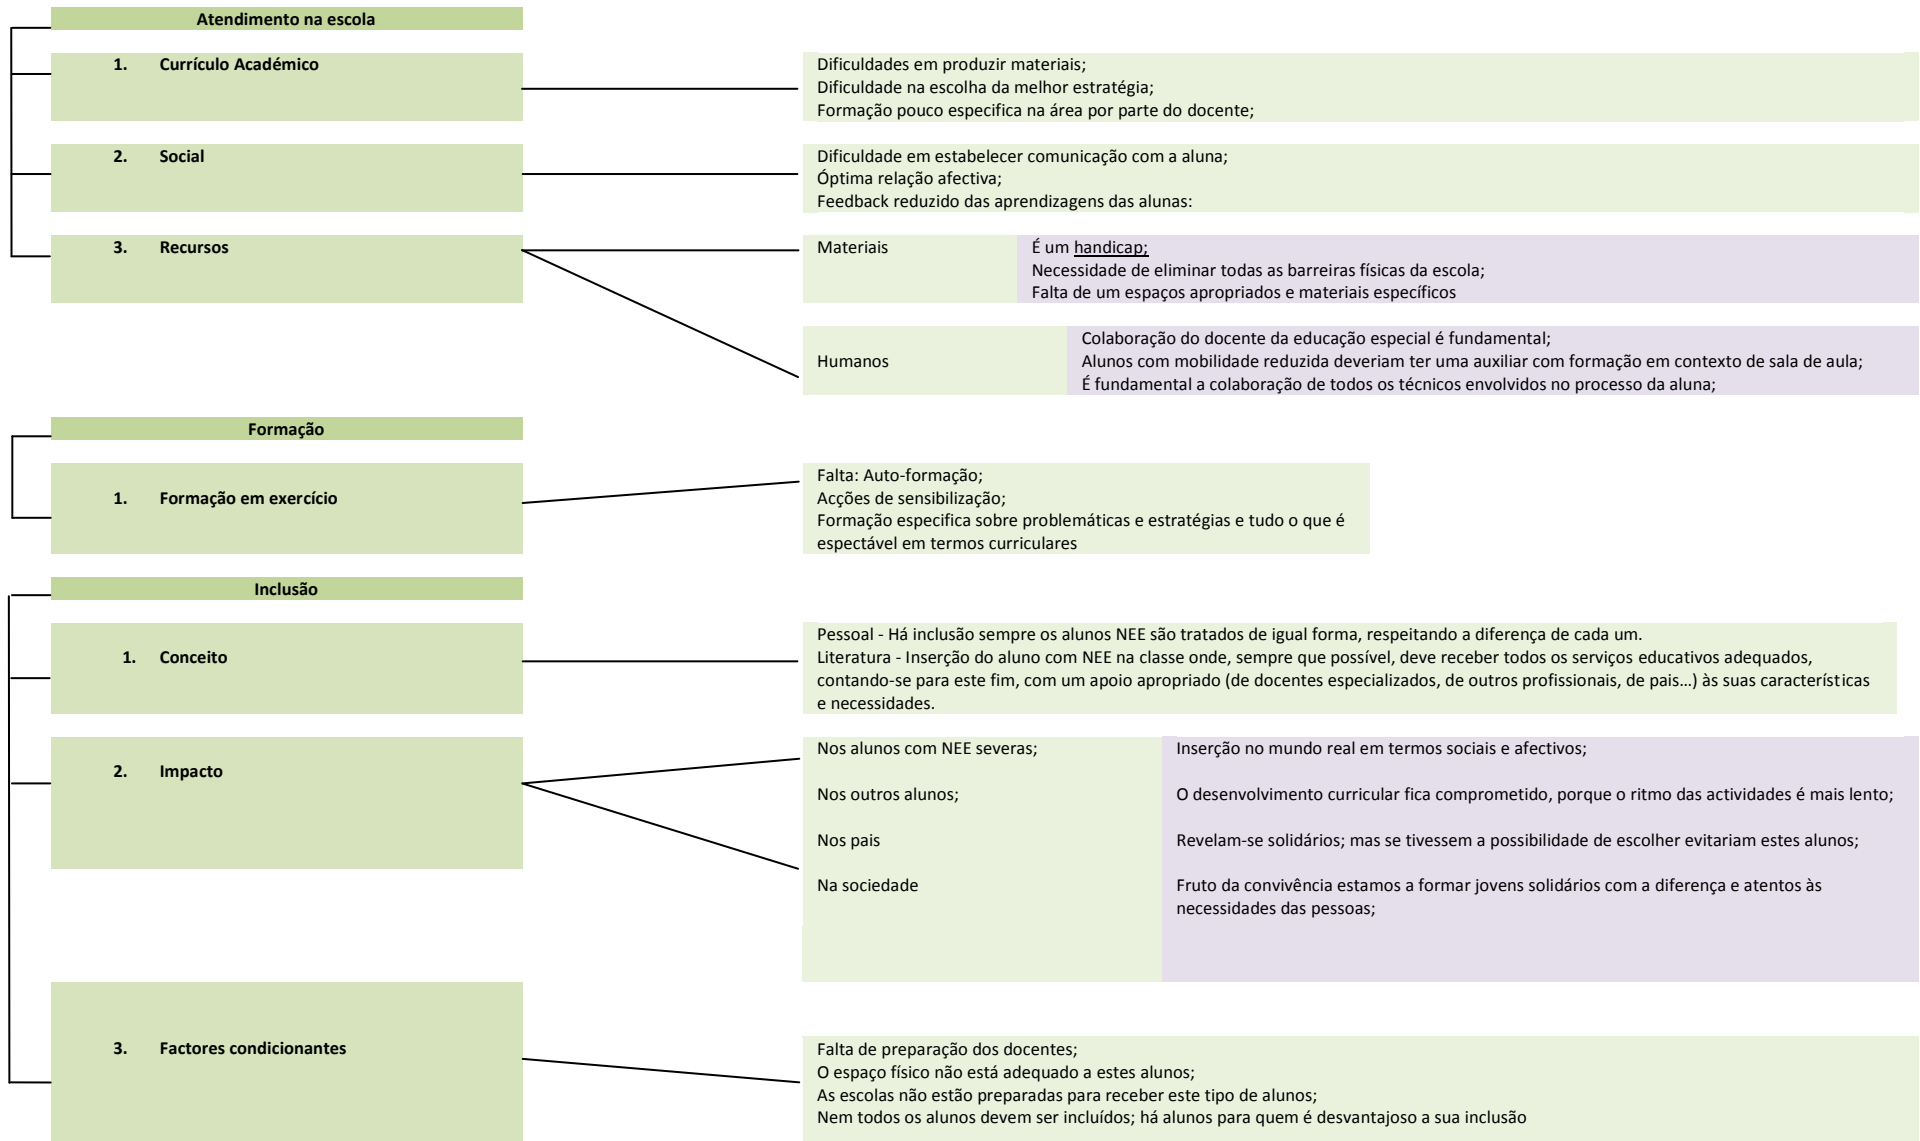 Atendimento na escola
1. Currículo Académico
Dificuldades em produzir materiais;
Dificuldade na escolha da melhor estratégia;
Formação pouco especifica na área por parte do docente;
2. Social
Dificuldade em estabelecer comunicação com a aluna;
Óptima relação afectiva;
Feedback reduzido das aprendizagens das alunas:
3. Recursos
Materiais
É um handicap;
Necessidade de eliminar todas as barreiras físicas da escola;
Falta de um espaços apropriados e materiais específicos
Humanos
Colaboração do docente da educação especial é fundamental;
Alunos com mobilidade reduzida deveriam ter uma auxiliar com formação em contexto de sala de aula;
É fundamental a colaboração de todos os técnicos envolvidos no processo da aluna;
Formação
1. Formação em exercício
Falta: Auto-formação;
Acções de sensibilização;
Formação especifica sobre problemáticas e estratégias e tudo o que é
espectável em termos curriculares
Inclusão
1. Conceito
Pessoal - Há inclusão sempre os alunos NEE são tratados de igual forma, respeitando a diferença de cada um.
Literatura - Inserção do aluno com NEE na classe onde, sempre que possível, deve receber todos os serviços educativos adequados,
contando-se para este fim, com um apoio apropriado (de docentes especializados, de outros profissionais, de pais…) às suas características
e necessidades.
2. Impacto
Nos alunos com NEE severas;
Inserção no mundo real em termos sociais e afectivos;
Nos outros alunos;
O desenvolvimento curricular fica comprometido, porque o ritmo das actividades é mais lento;
Nos pais
Revelam-se solidários; mas se tivessem a possibilidade de escolher evitariam estes alunos;
Na sociedade
Fruto da convivência estamos a formar jovens solidários com a diferença e atentos às
necessidades das pessoas;
3. Factores condicionantes
Falta de preparação dos docentes;
O espaço físico não está adequado a estes alunos;
As escolas não estão preparadas para receber este tipo de alunos;
Nem todos os alunos devem ser incluídos; há alunos para quem é desvantajoso a sua inclusão